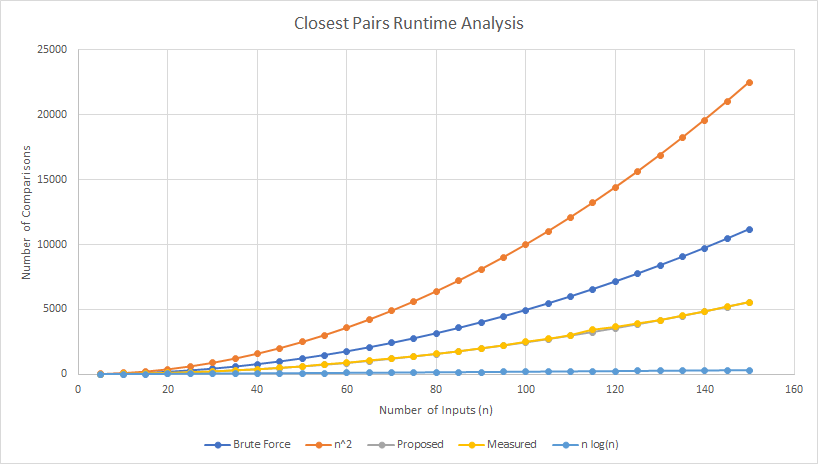 Closest Pairs Runtime Analysis
Number of Comparisons
25000
20000
15000
10000
5000
0
0 20 40 60 80 100 120 140 160
Number of Inputs (n)
Brute Force n^2 Proposed Measured n log(n)